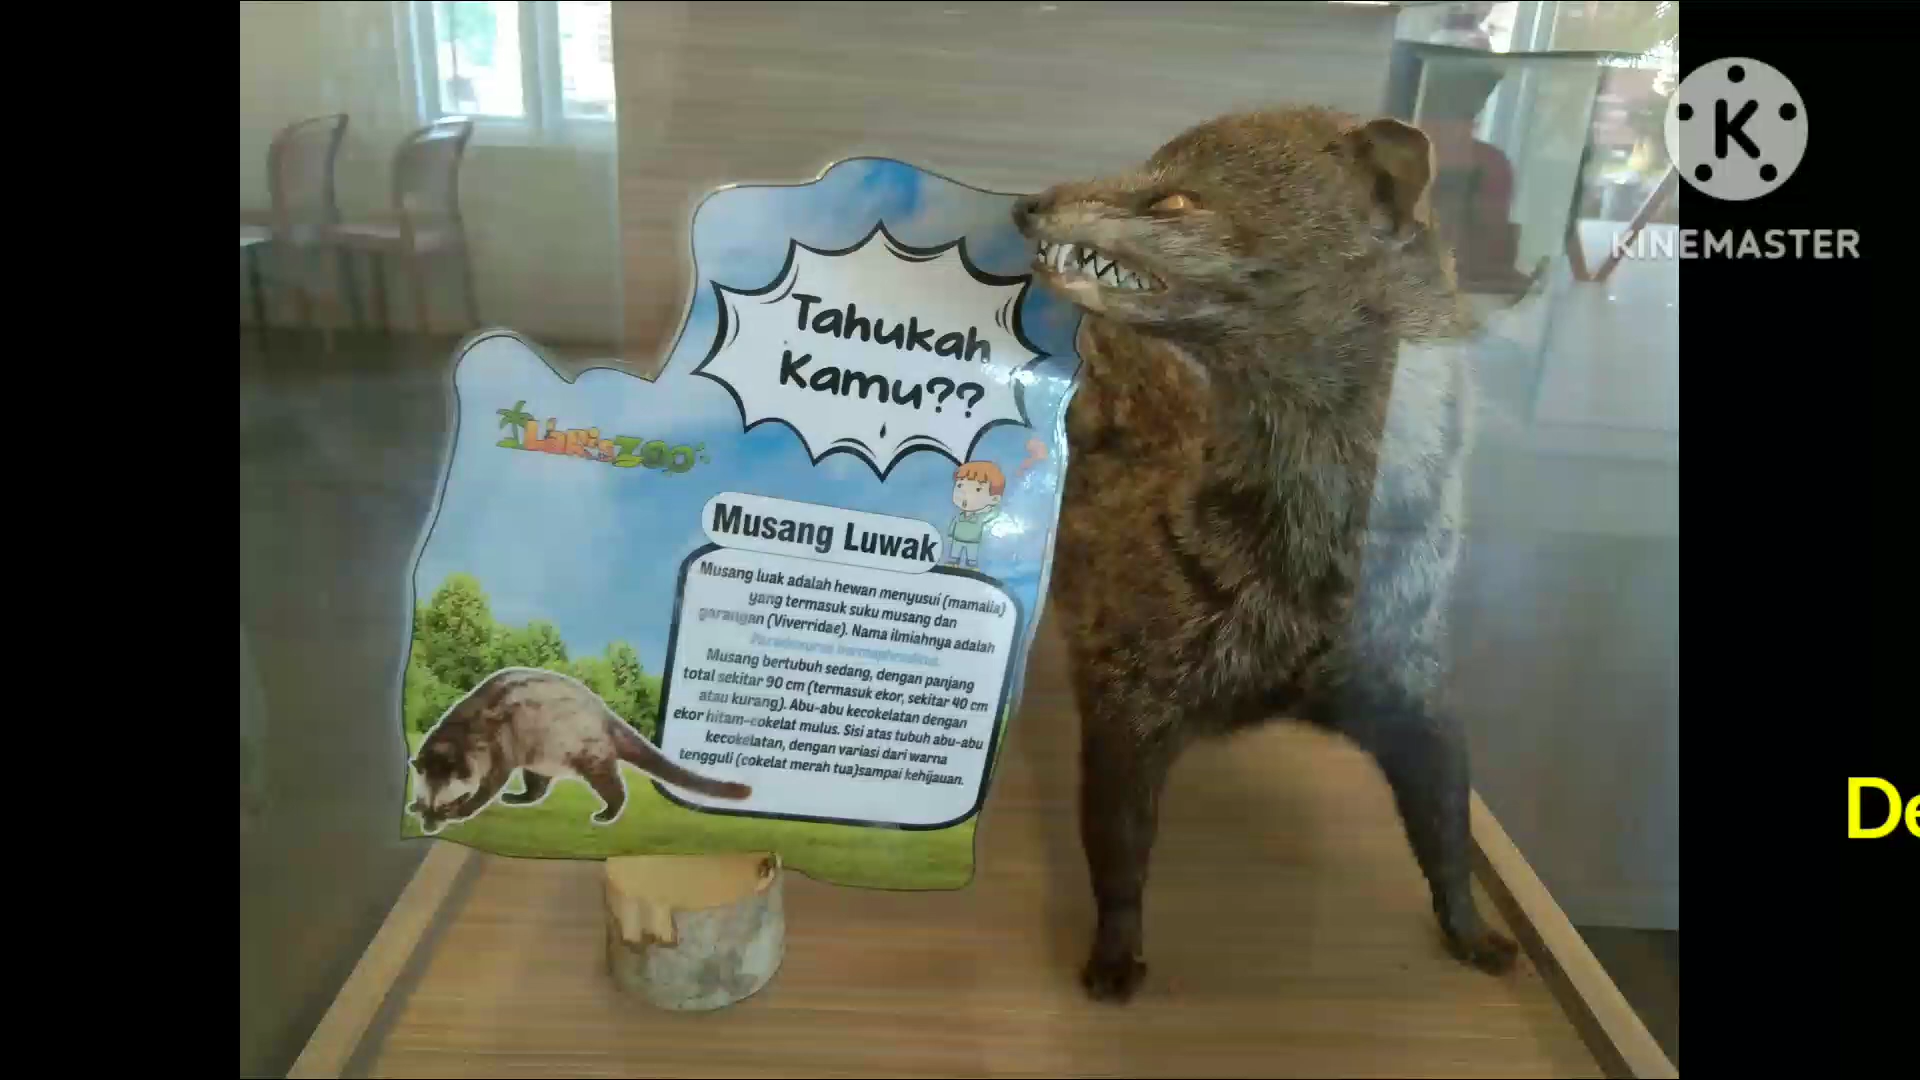 Tahukah
Kamu??
Musang Luwak
Musang luak adalah hewan menyusui (mamalia)
yang termasuk suku musang dan
garangan (Viverridae). Nama ilmiahnya adalah
Paradoxurus hermaphroditus.
Musang bertubuh sedang, dengan panjang
total sekitar 90 cm (termasuk ekor, sekitar 40 cm
atau kurang). Abu-abu kecokelatan dengan
ekor hitam-cokelat mulus. Sisi atas tubuh abu-abu
kecokelatan, dengan variasi dari warna
tengguli (cokelat merah tua)sampai kehijauan.
K
KINEMASTER
De